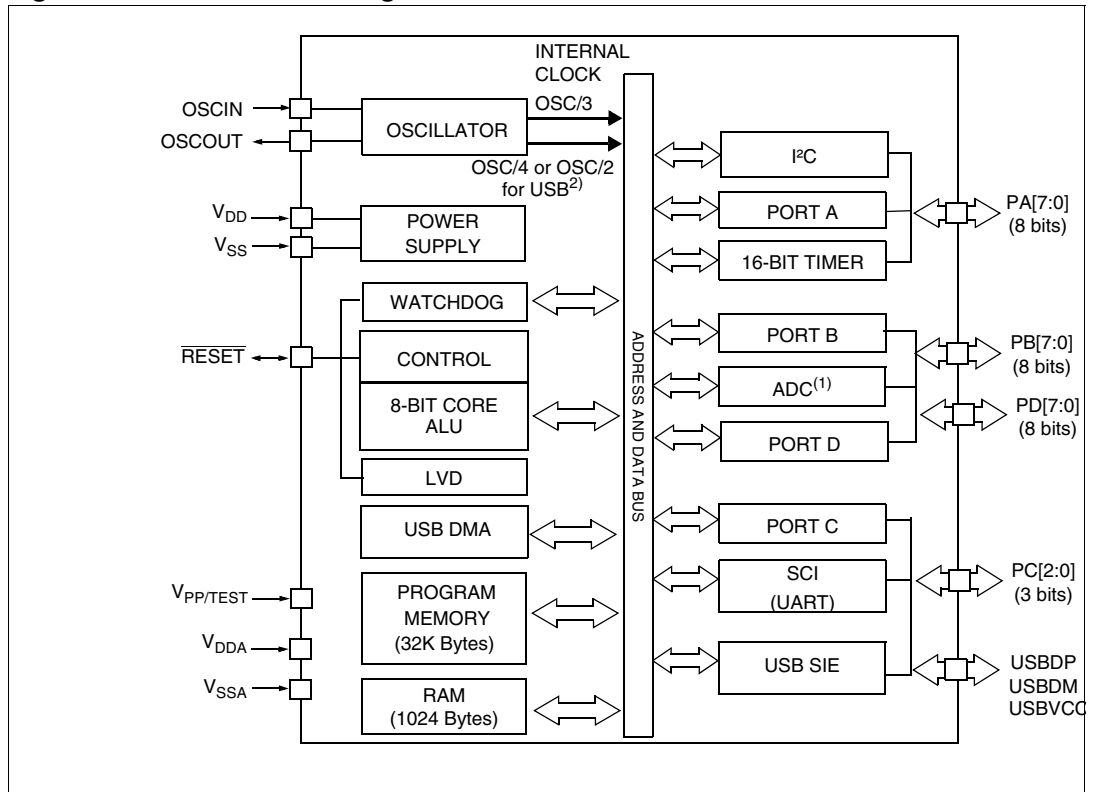 INTERNAL
CLOCK
OSCIN
OSCOUT
OSCILLATOR
OSC/3
OSC/4 or OSC/2
for USB2)
VDD
VSS
POWER
SUPPLY
WATCHDOG
RESET
CONTROL
8-BIT CORE
ALU
LVD
USB DMA
VPP/TEST
VDDA
VSSA
PROGRAM
MEMORY
(32K Bytes)
RAM
(1024 Bytes)
ADDRESS AND DATA BUS
I²C
PORT A
16-BIT TIMER
PA[7:0]
(8 bits)
PORT B
ADC(1)
PORT D
PB[7:0]
(8 bits)
PD[7:0]
(8 bits)
PORT C
SCI
(UART)
USB SIE
PC[2:0]
(3 bits)
USBDP
USBDM
USBVCC